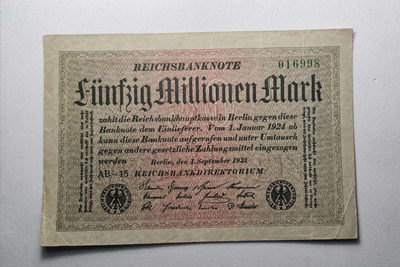 REICHSBANKNOTE
016998
Fünfzig Millionen Mark
zahlt die Reichsbankhauptkasse in Berlin gegen diese
Banknote dem Einlieferer. Vom 1. Januar 1924 ab
kann diese Banknote aufgerufen und unter Umtausch
gegen andere gesetzliche Zahlungsmittel eingezogen
werden
Berlin, den 1. September 1923
AB-15 REICHSBANKDIREKTORIUM